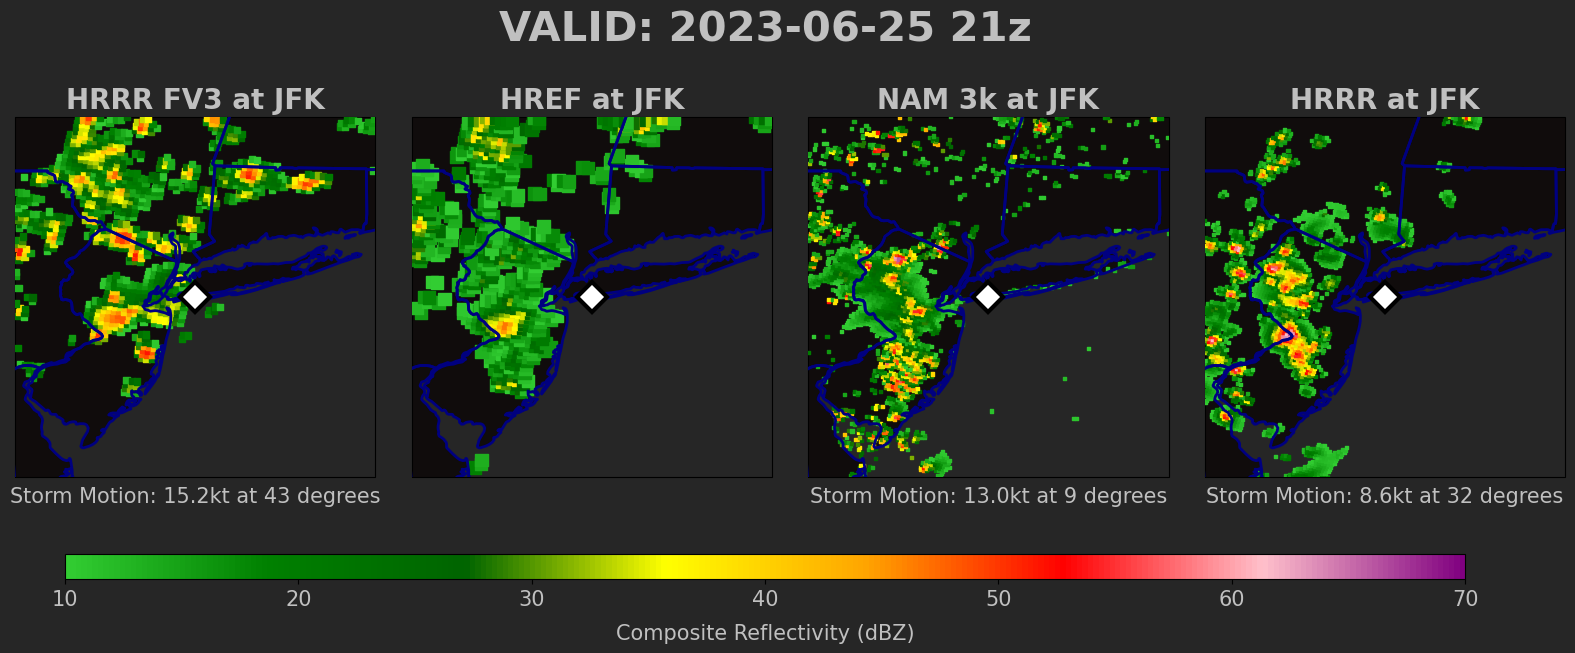 VALID: 2023-06-25 21z
HRRR FV3 at JFK
HREF at JFK
NAM 3k at JFK
HRRR at JFK
Storm Motion: 15.2kt at 43 degrees
Storm Motion: 13.0kt at 9 degrees
Storm Motion: 8.6kt at 32 degrees
10 20 30 40 50 60 70
Composite Reflectivity (dBZ)